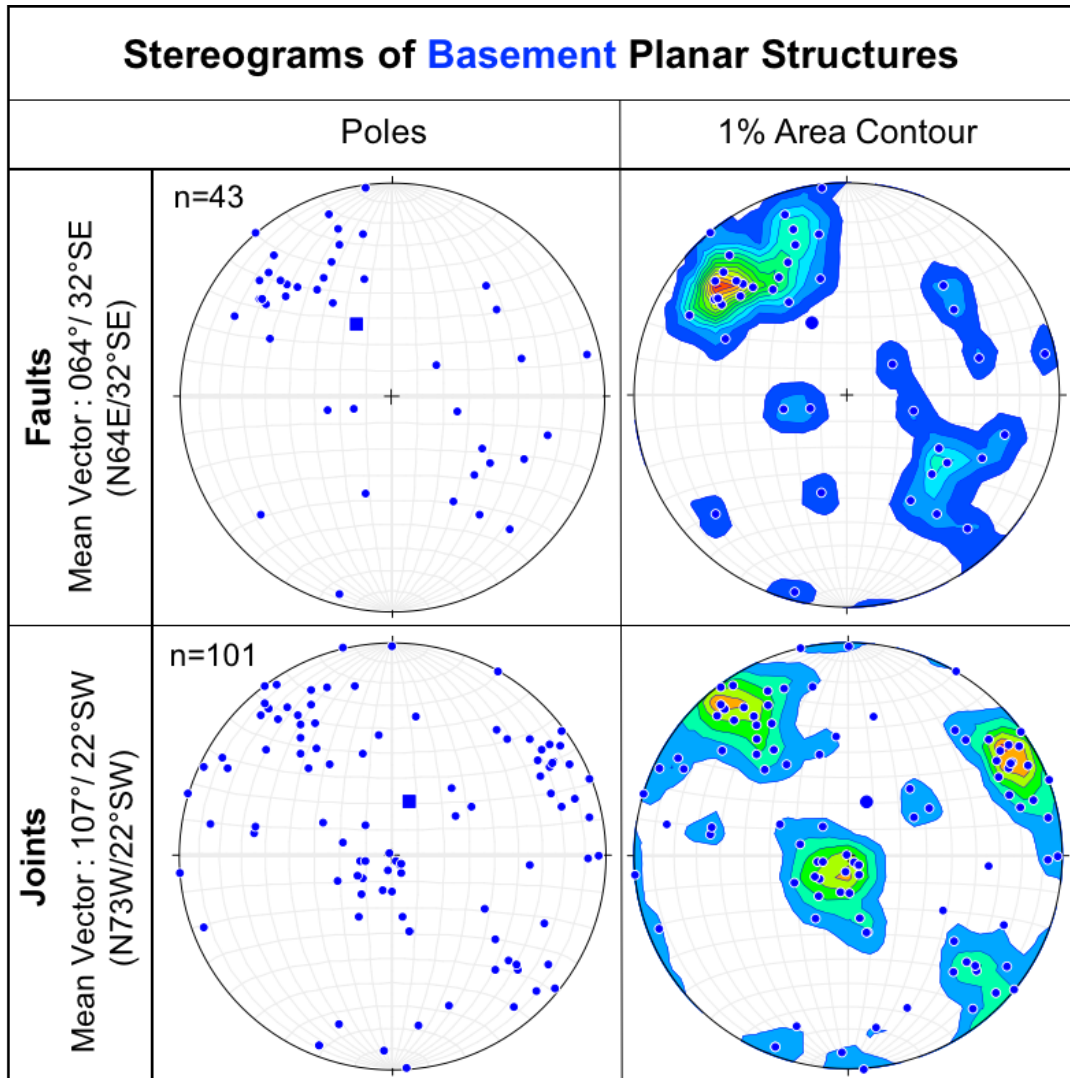 Stereograms of Basement Planar Structures
Poles
1% Area Contour
Faults
Mean Vector : 064°/ 32°SE
(N64E/32°SE)
n=43
Joints
Mean Vector : 107°/ 22°SW
(N73W/22°SW)
n=101